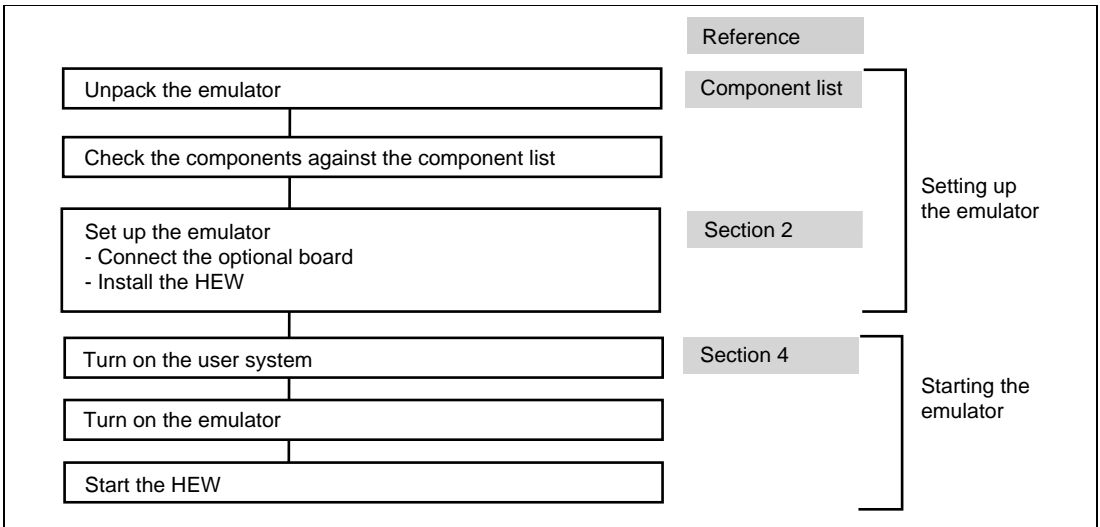 Reference
Unpack the emulator
Component list
Check the components against the component list
Set up the emulator
- Connect the optional board
- Install the HEW
Section 2
Setting up
the emulator
Turn on the user system
Section 4
Turn on the emulator
Start the HEW
Starting the
emulator